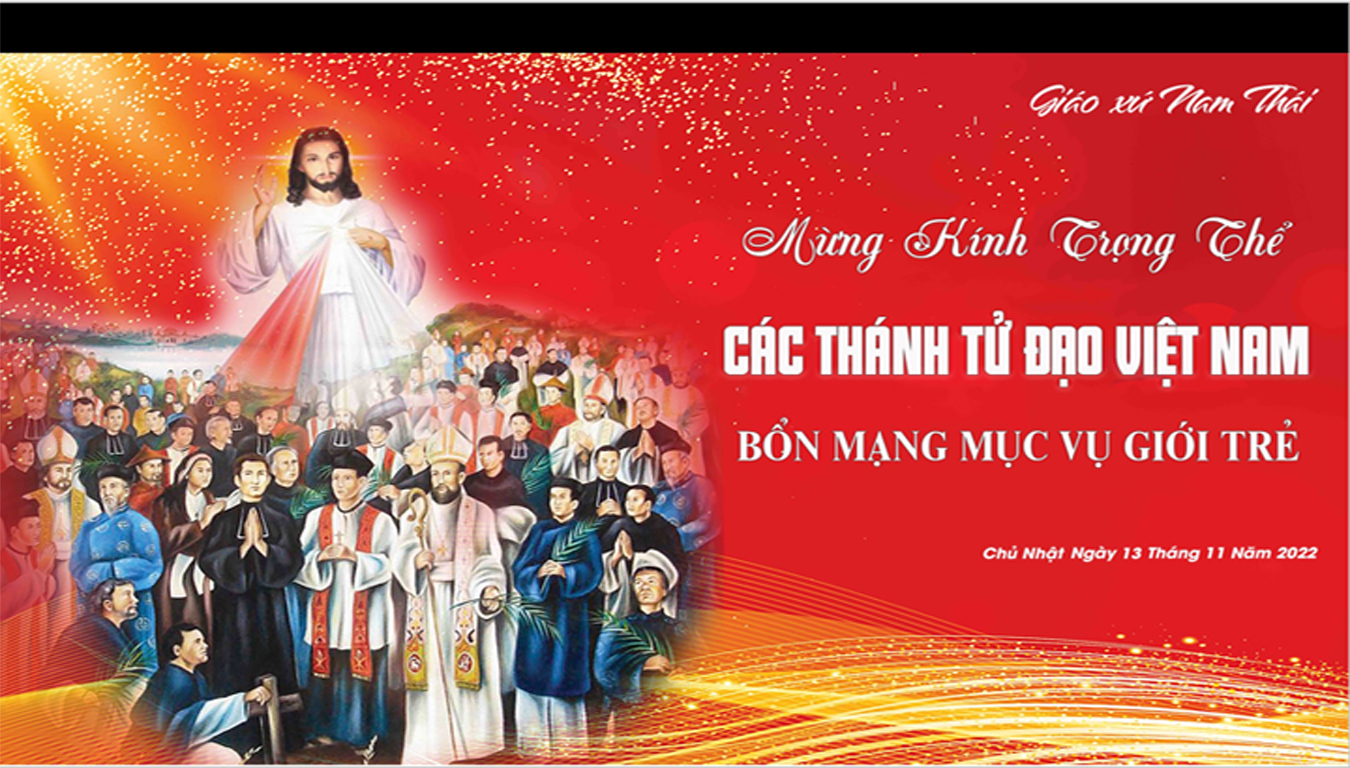 Giáo xứ Nam Thái
Mừng Kính Trọng Thể
CÁC THÁNH TỬ ĐẠO VIỆT NAM
BỔN MẠNG MỤC VỤ GIỚI TRẺ
Chủ Nhật Ngày 13 Tháng 11 Năm 2022